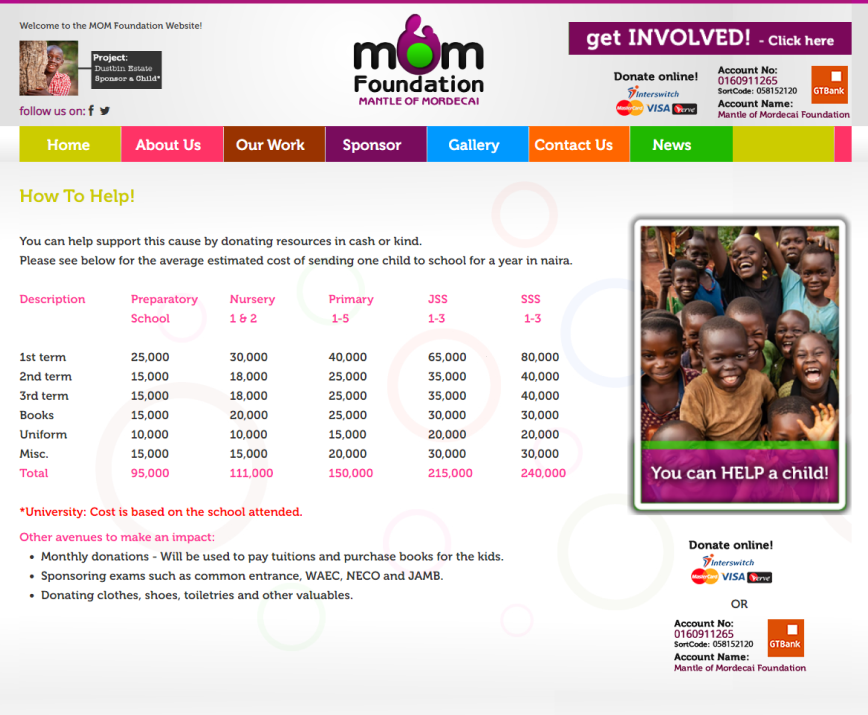 Welcome to the MOM Foundation Website!
Project:
Dustbin Estate
Sponsor a Child*
follow us on:
mom
Foundation
MANTLE OF MORDECAI
get INVOLVED! - Click here
Donate online!
Interswitch
MasterCard VISA Verve
Account No:
0160911265
SortCode: 058152120
Account Name:
Mantle of Mordecai Foundation
GTBank
Home About Us Our Work Sponsor Gallery Contact Us News
How To Help!
You can help support this cause by donating resources in cash or kind.
Please see below for the average estimated cost of sending one child to school for a year in naira.
Description Preparatory Nursery Primary JSS SSS
School 1 & 2 1-5 1-3 1-3
1st term 25,000 30,000 40,000 65,000 80,000
2nd term 15,000 18,000 25,000 35,000 40,000
3rd term 15,000 18,000 25,000 35,000 40,000
Books 15,000 20,000 25,000 30,000 30,000
Uniform 10,000 10,000 15,000 20,000 20,000
Misc. 15,000 15,000 20,000 30,000 30,000
Total 95,000 111,000 150,000 215,000 240,000
*University: Cost is based on the school attended.
Other avenues to make an impact:
• Monthly donations - Will be used to pay tuitions and purchase books for the kids.
• Sponsoring exams such as common entrance, WAEC, NECO and JAMB.
• Donating clothes, shoes, toiletries and other valuables.
You can HELP a child!
Donate online!
Interswitch
MasterCard VISA Verve
OR
Account No:
0160911265
SortCode: 058152120
Account Name:
Mantle of Mordecai Foundation
GTBank